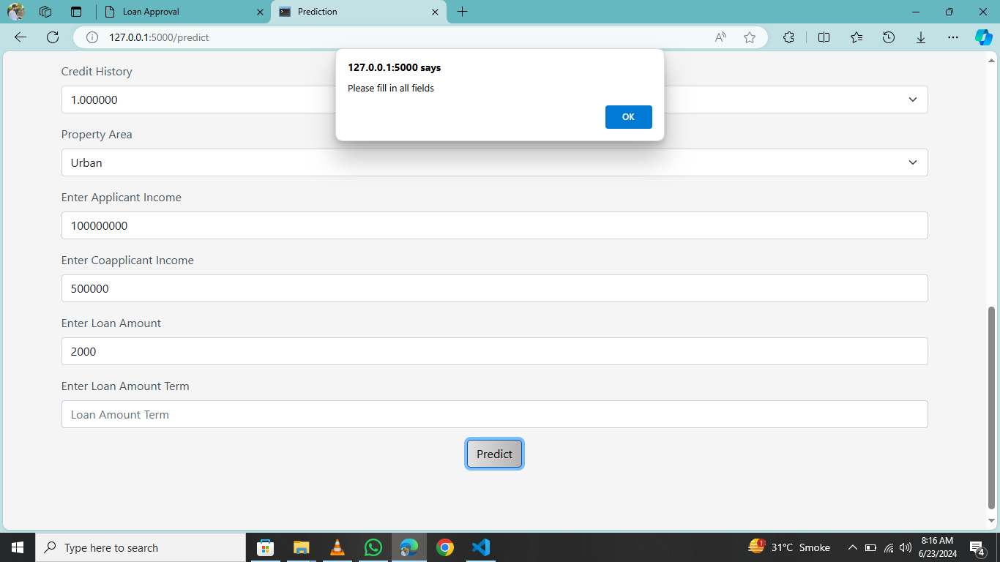 Loan Approval
Prediction
127.0.0.1:5000/predict
127.0.0.1:5000 says
Please fill in all fields
OK
Credit History
1.000000
Property Area
Urban
Enter Applicant Income
100000000
Enter Coapplicant Income
500000
Enter Loan Amount
2000
Enter Loan Amount Term
Loan Amount Term
Predict
Type here to search
1
31°C Smoke
8:16 AM
6/23/2024
4